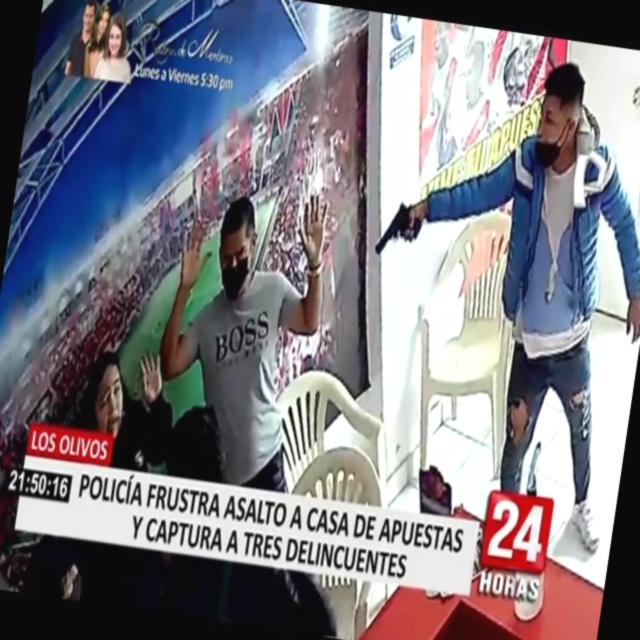 Lunes a Viernes 5:30 pm
BOSS
LOS OLIVOS
21:50:16
POLICÍA FRUSTRA ASALTO A CASA DE APUESTAS
Y CAPTURA A TRES DELINCUENTES
24
HORAS